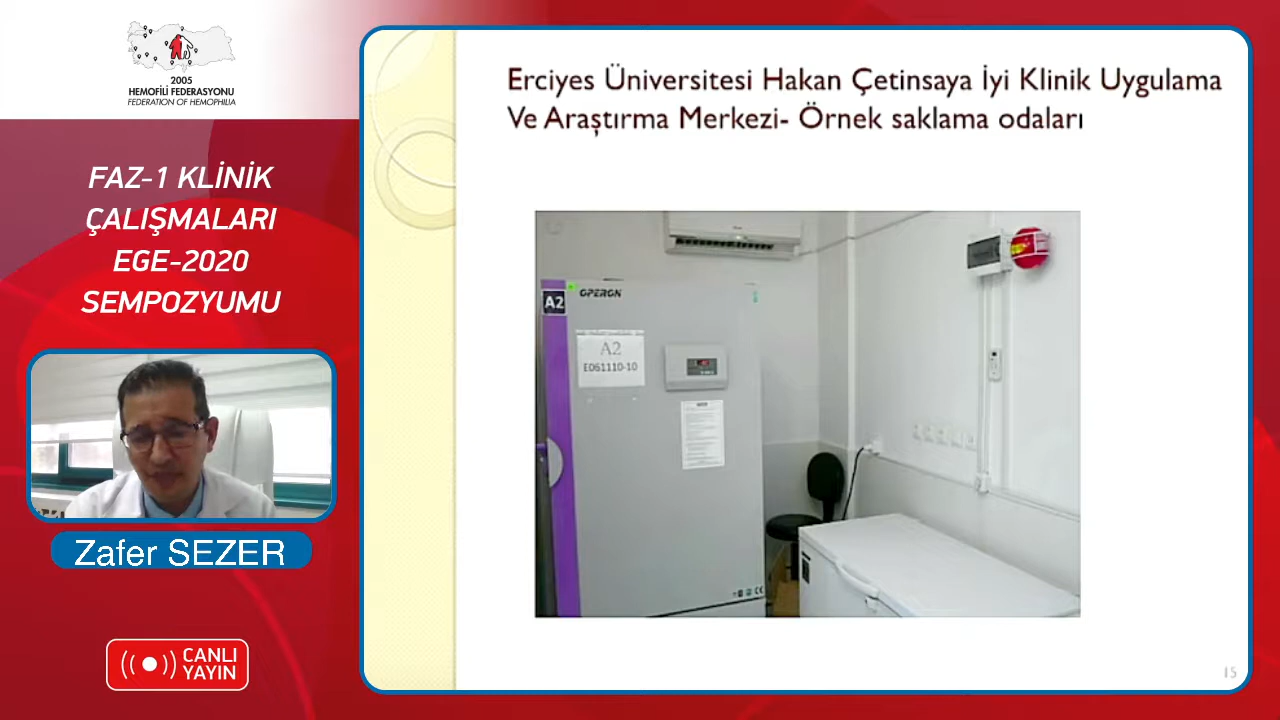 2005
HEMOFİLİ FEDERASYONU
FEDERATION OF HEMOPHILIA
FAZ-1 KLİNİK
ÇALIŞMALARI
EGE-2020
SEMPOZYUMU
Zafer SEZER
CANLI
YAYIN
Erciyes Üniversitesi Hakan Çetinsaya İyi Klinik Uygulama
Ve Araştırma Merkezi- Örnek saklama odaları
A2
OPERON
A2
E061110-10
15